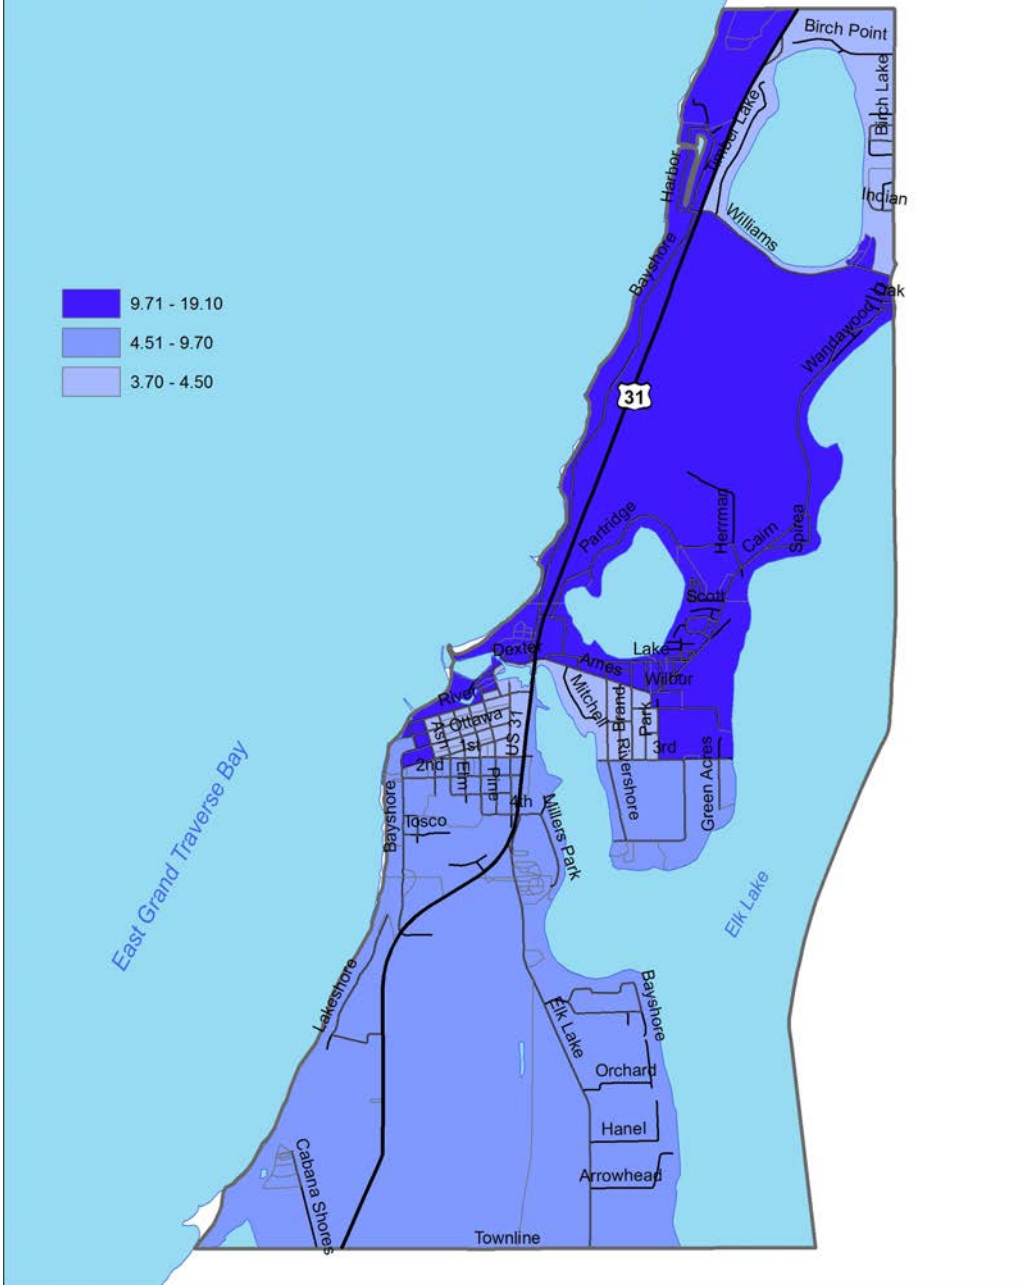 Birch Point
Birch Lake
Timber Lake
Harbor
Indian
Williams
Bayshore
Oak
9.71 - 19.10
4.51 - 9.70
3.70 - 4.50
Wandawood
31
Herrman
Partridge
Cairn
Spirea
Scott
Dexter
Lake
Ames
Wilbur
River
Mitchell
Brand
Park
Ottawa
Ash
US 31
1st
3rd
2nd
Elm
Pine
Rivershore
Green Acres
4th
Bayshore
Tosco
Millers Park
East Grand Traverse Bay
Elk Lake
Lakeshore
Bayshore
Elk Lake
Orchard
Hanel
Cabana Shores
Arrowhead
Townline